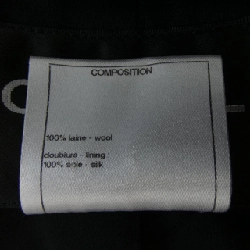 COMPOSITION
100% laine - wool
doublure - lining:
100% soie - silk